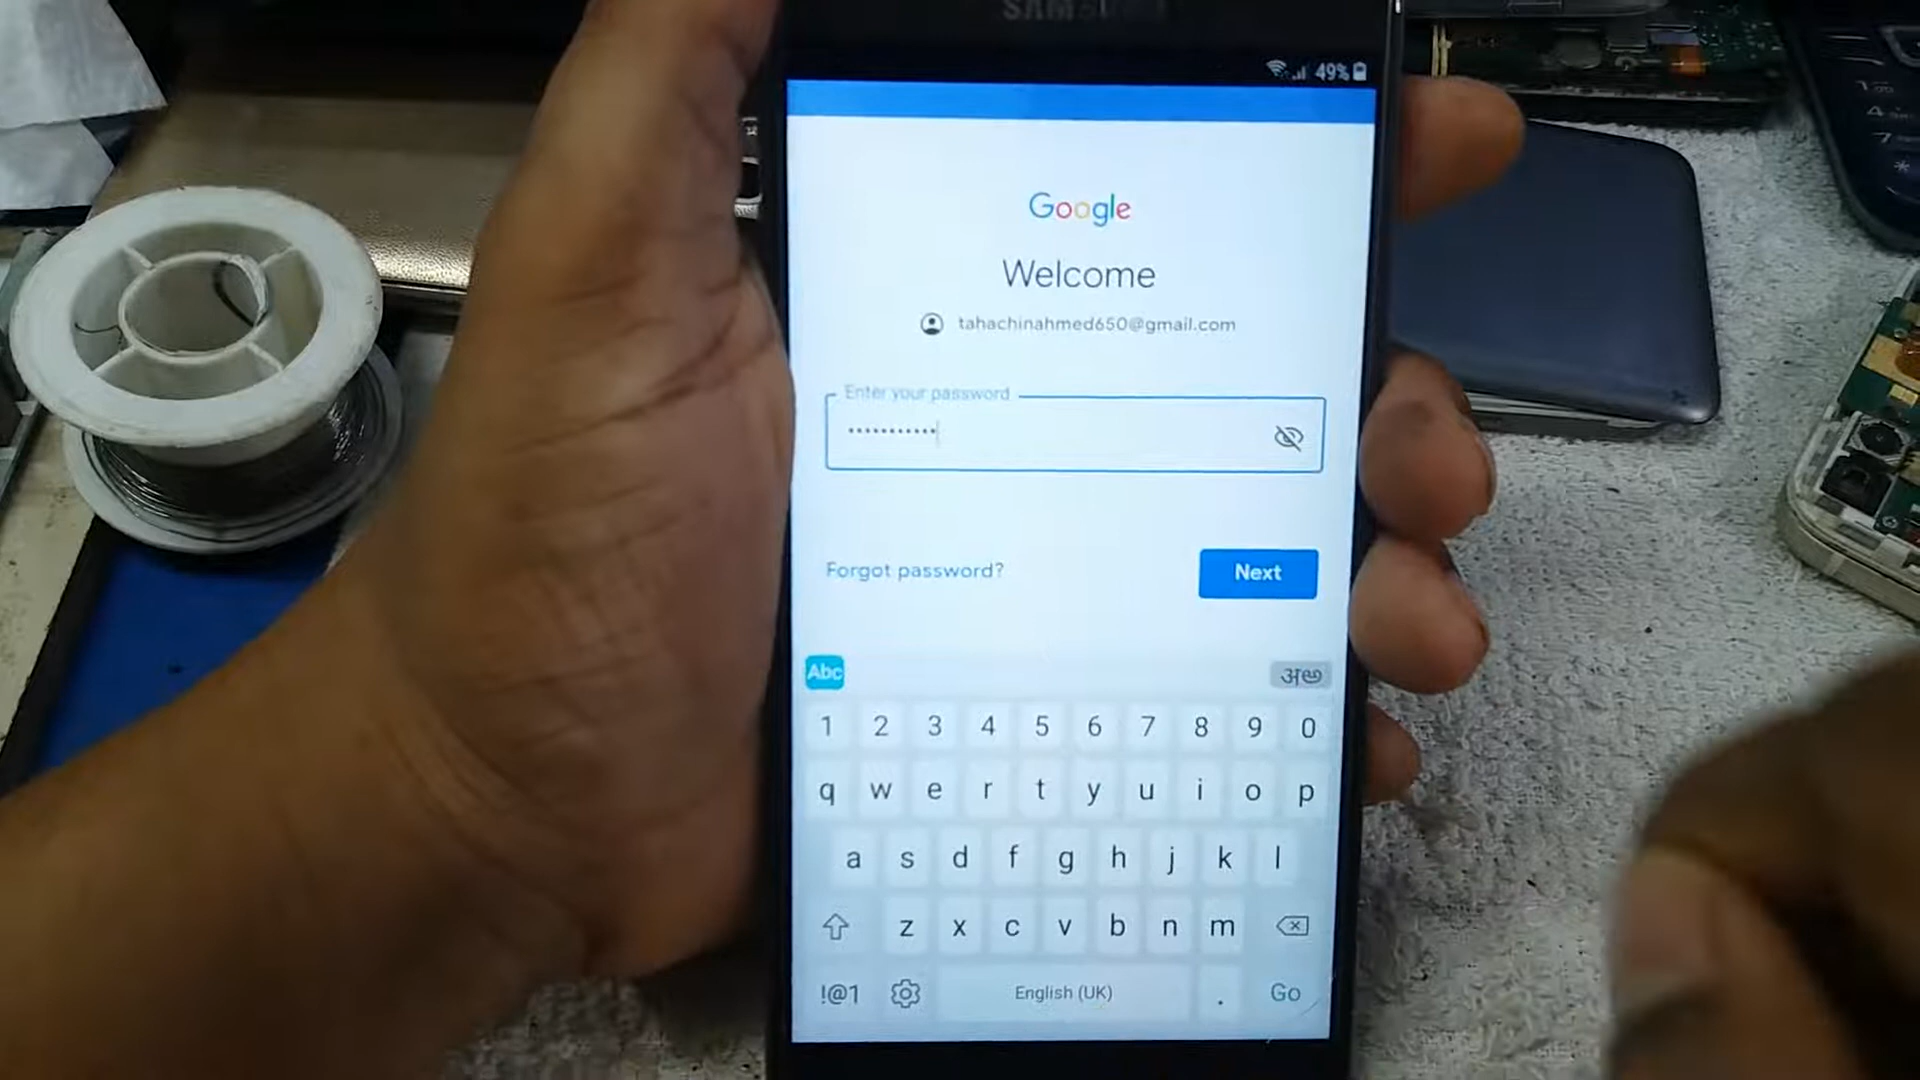 SAMSUNG
49%
Google
Welcome
tahachinahmed650@gmail.com
Enter your password
•••••••••••
Forgot password?
Next
Abc
1 2 3 4 5 6 7 8 9 0
q w e r t y u i o p
a s d f g h j k l
z x c v b n m
!@1 English (UK) . Go